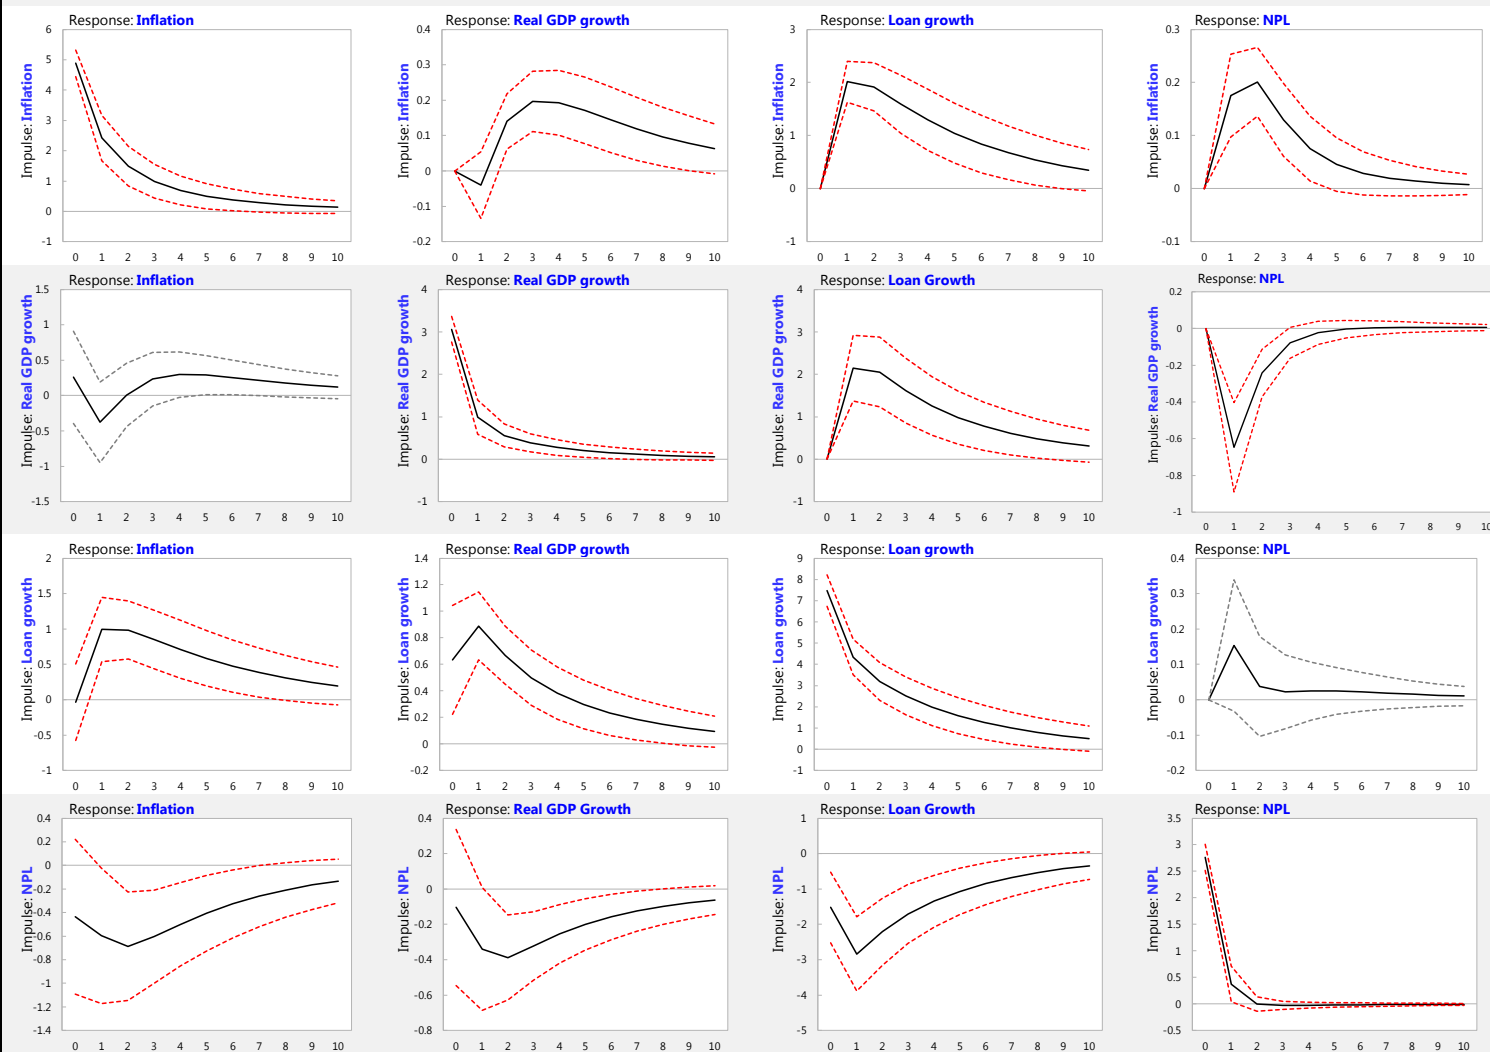 Response: Inflation
Impulse: Inflation
6
5
4
3
2
1
0
-1
0 1 2 3 4 5 6 7 8 9 10
Response: Real GDP growth
Impulse: Inflation
0.4
0.3
0.2
0.1
0
-0.1
-0.2
0 1 2 3 4 5 6 7 8 9 10
Response: Loan growth
Impulse: Inflation
3
2
1
0
-1
0 1 2 3 4 5 6 7 8 9 10
Response: NPL
Impulse: Inflation
0.3
0.2
0.1
0
-0.1
0 1 2 3 4 5 6 7 8 9 10
Response: Inflation
Impulse: Real GDP growth
1.5
1
0.5
0
-0.5
-1
-1.5
0 1 2 3 4 5 6 7 8 9 10
Response: Real GDP growth
Impulse: Real GDP growth
4
3
2
1
0
-1
0 1 2 3 4 5 6 7 8 9 10
Response: Loan Growth
Impulse: Real GDP growth
4
3
2
1
0
-1
0 1 2 3 4 5 6 7 8 9 10
Response: NPL
Impulse: Real GDP growth
0.2
0
-0.2
-0.4
-0.6
-0.8
-1
0 1 2 3 4 5 6 7 8 9 10
Response: Inflation
Impulse: Loan growth
2
1.5
1
0.5
0
-0.5
-1
0 1 2 3 4 5 6 7 8 9 10
Response: Real GDP growth
Impulse: Loan growth
1.4
1.2
1
0.8
0.6
0.4
0.2
0
-0.2
0 1 2 3 4 5 6 7 8 9 10
Response: Loan growth
Impulse: Loan growth
9
8
7
6
5
4
3
2
1
0
-1
0 1 2 3 4 5 6 7 8 9 10
Response: NPL
Impulse: Loan growth
0.4
0.3
0.2
0.1
0
-0.1
-0.2
0 1 2 3 4 5 6 7 8 9 10
Response: Inflation
Impulse: NPL
0.4
0.2
0
-0.2
-0.4
-0.6
-0.8
-1
-1.2
-1.4
0 1 2 3 4 5 6 7 8 9 10
Response: Real GDP Growth
Impulse: NPL
0.4
0.2
0
-0.2
-0.4
-0.6
-0.8
0 1 2 3 4 5 6 7 8 9 10
Response: Loan Growth
Impulse: NPL
1
0
-1
-2
-3
-4
-5
0 1 2 3 4 5 6 7 8 9 10
Response: NPL
Impulse: NPL
3.5
3
2.5
2
1.5
1
0.5
0
-0.5
0 1 2 3 4 5 6 7 8 9 10